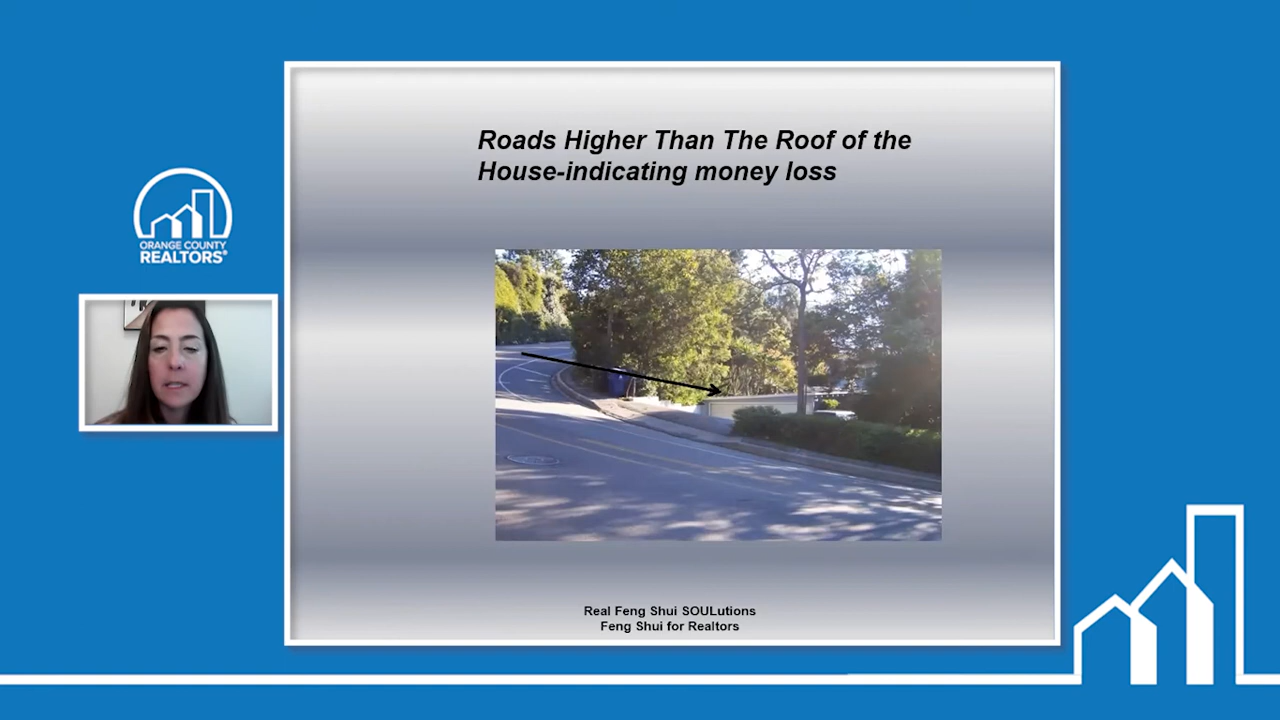 Roads Higher Than The Roof of the
House-indicating money loss
ORANGE COUNTY
REALTORS®
Real Feng Shui SOULutions
Feng Shui for Realtors